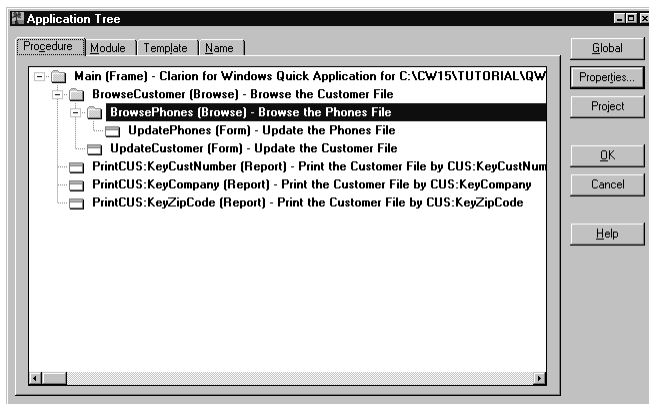 Application Tree
Procedure Module Template Name
Main (Frame) - Clarion for Windows Quick Application for C:\CW15\TUTORIAL\QW
BrowseCustomer (Browse) - Browse the Customer File
BrowsePhones (Browse) - Browse the Phones File
UpdatePhones (Form) - Update the Phones File
UpdateCustomer (Form) - Update the Customer File
PrintCUS:KeyCustNumber (Report) - Print the Customer File by CUS:KeyCustNum
PrintCUS:KeyCompany (Report) - Print the Customer File by CUS:KeyCompany
PrintCUS:KeyZipCode (Report) - Print the Customer File by CUS:KeyZipCode
Global
Properties...
Project
OK
Cancel
Help